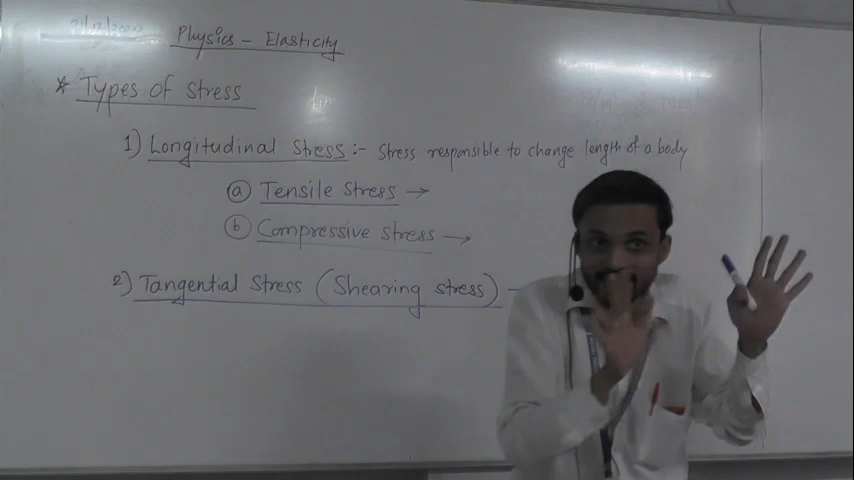 Physics - Elasticity
* Types of stress
1) Longitudinal stress :- stress responsible to change length of a body
ⓐ Tensile stress →
ⓑ Compressive stress →
2) Tangential stress (Shearing stress) -